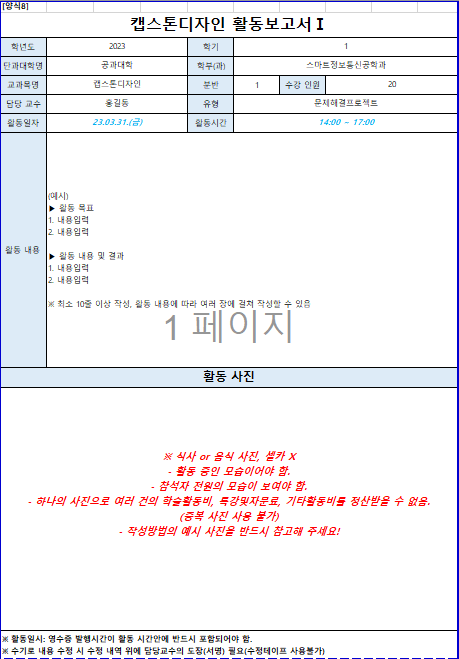 [양식8]
캡스톤디자인 활동보고서 I
학년도 2023 학기 1
단과대학명 공과대학 학부(과) 스마트정보통신공학과
교과목명 캡스톤디자인 분반 1 수강 인원 20
담당 교수 홍길동 유형 문제해결프로젝트
활동일자 23.03.31.(금) 활동시간 14:00 ~ 17:00
활동 내용
(예시)
▶ 활동 목표
1. 내용입력
2. 내용입력
▶ 활동 내용 및 결과
1. 내용입력
2. 내용입력
※ 최소 10줄 이상 작성, 활동 내용에 따라 여러 장에 걸쳐 작성할 수 있음
1 페이지
활동 사진
※ 식사 or 음식 사진, 셀카 X
- 활동 중인 모습이어야 함.
- 참석자 전원의 모습이 보여야 함.
- 하나의 사진으로 여러 건의 학술활동비, 특강및자문료, 기타활동비를 정산받을 수 없음.
(중복 사진 사용 불가)
- 작성방법의 예시 사진을 반드시 참고해 주세요!
※ 활동일시: 영수증 발행시간이 활동 시간안에 반드시 포함되어야 함.
※ 수기로 내용 수정 시 수정 내역 위에 담당교수의 도장(서명) 필요(수정테이프 사용불가)